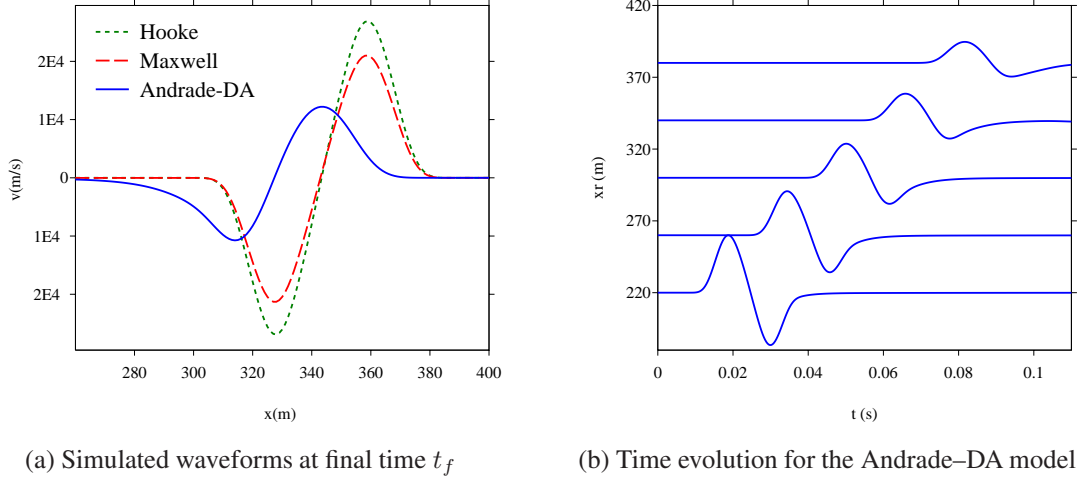 Hooke
Maxwell
Andrade-DA
2E4
1E4
0
1E4
2E4
v(m/s)
280 300 320 340 360 380 400
x(m)
(a) Simulated waveforms at final time t_f
420
370
320
270
220
xr (m)
0 0.02 0.04 0.06 0.08 0.1
t (s)
(b) Time evolution for the Andrade–DA model